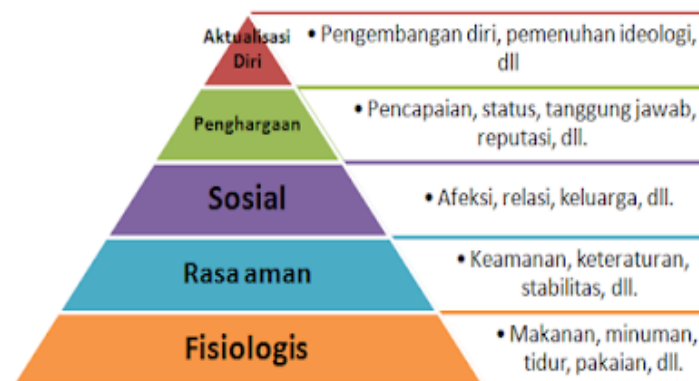 Aktualisasi
Diri
• Pengembangan diri, pemenuhan ideologi,
dll
Penghargaan
• Pencapaian, status, tanggung jawab,
reputasi, dll.
Sosial
• Afeksi, relasi, keluarga, dll.
Rasa aman
• Keamanan, keteraturan,
stabilitas, dll.
Fisiologis
• Makanan, minuman,
tidur, pakaian, dll.